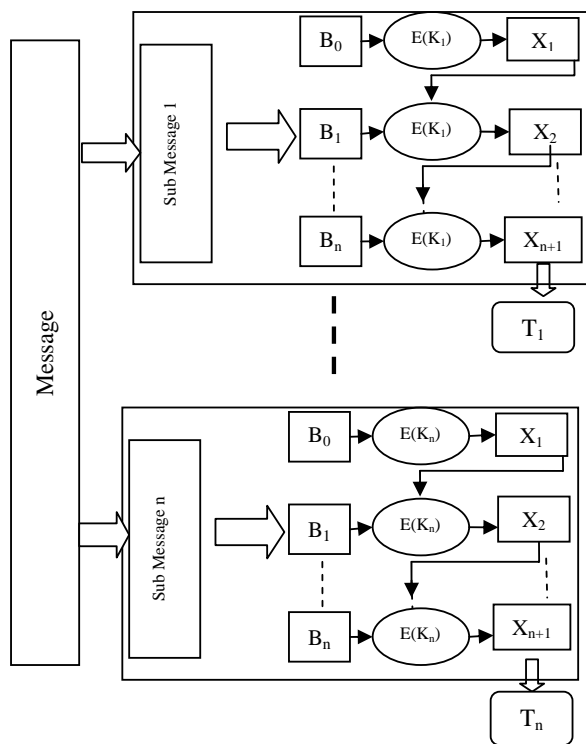 Message
Sub Message 1
B₀ E(K₁) X₁
B₁ E(K₁) X₂
Bₙ E(K₁) Xₙ₊₁
T₁
Sub Message n
B₀ E(Kₙ) X₁
B₁ E(Kₙ) X₂
Bₙ E(Kₙ) Xₙ₊₁
Tₙ